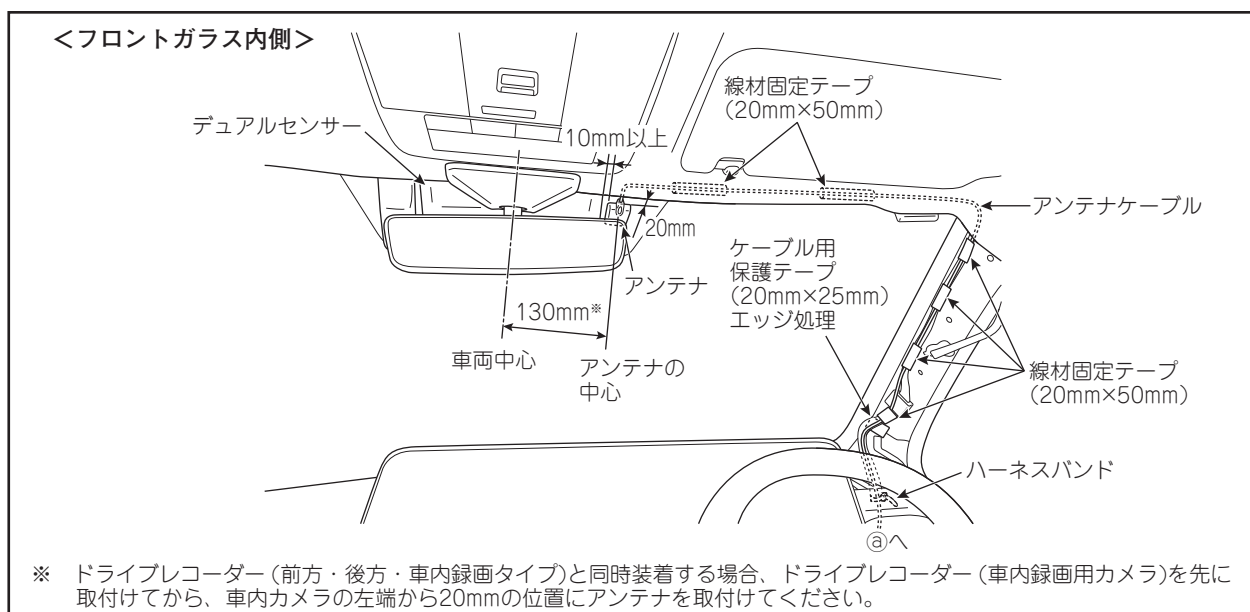 ＜フロントガラス内側＞
線材固定テープ
(20mm×50mm)
デュアルセンサー
10mm以上
アンテナケーブル
20mm
ケーブル用
保護テープ
(20mm×25mm)
エッジ処理
アンテナ
130mm※
車両中心
アンテナの
中心
線材固定テープ
(20mm×50mm)
ハーネスバンド
ⓐへ
※ ドライブレコーダー(前方・後方・車内録画タイプ)と同時装着する場合、ドライブレコーダー(車内録画用カメラ)を先に
取付けてから、車内カメラの左端から20mmの位置にアンテナを取付けてください。